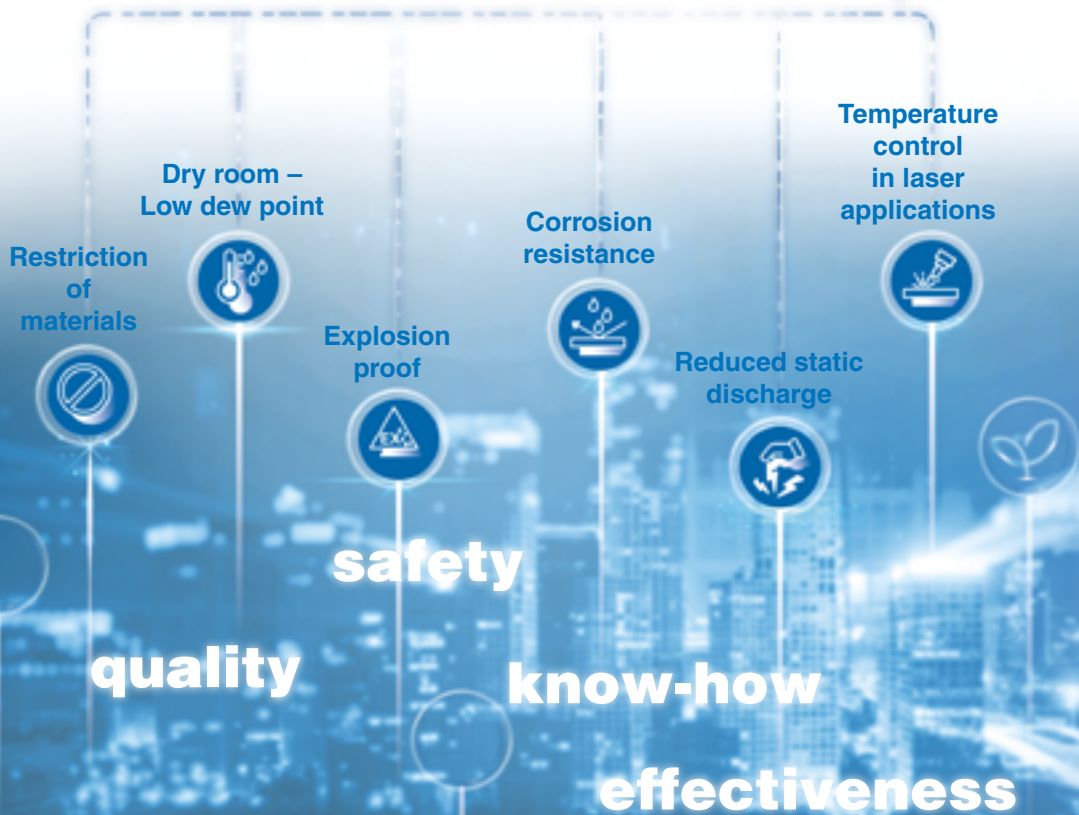 Temperature
control
in laser
applications
Dry room –
Low dew point
Corrosion
resistance
Restriction
of
materials
Explosion
proof
Reduced static
discharge
EX
safety
quality
know-how
effectiveness